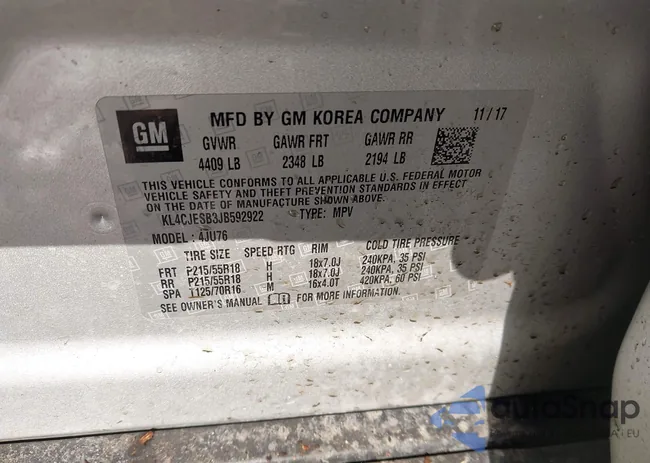 GM
MFD BY GM KOREA COMPANY 11/17
GVWR GAWR FRT GAWR RR
4409 LB 2348 LB 2194 LB
THIS VEHICLE CONFORMS TO ALL APPLICABLE U.S. FEDERAL MOTOR
VEHICLE SAFETY AND THEFT PREVENTION STANDARDS IN EFFECT
ON THE DATE OF MANUFACTURE SHOWN ABOVE.
KL4CJESB3JB592922 TYPE: MPV
MODEL: 4JU76
TIRE SIZE SPEED RTG RIM COLD TIRE PRESSURE
FRT P215/55R18 H 18x7.0J 240KPA, 35 PSI
RR P215/55R18 H 18x7.0J 240KPA, 35 PSI
SPA T125/70R16 M 16x4.0T 420KPA, 60 PSI
SEE OWNER'S MANUAL FOR MORE INFORMATION.
autoSnap